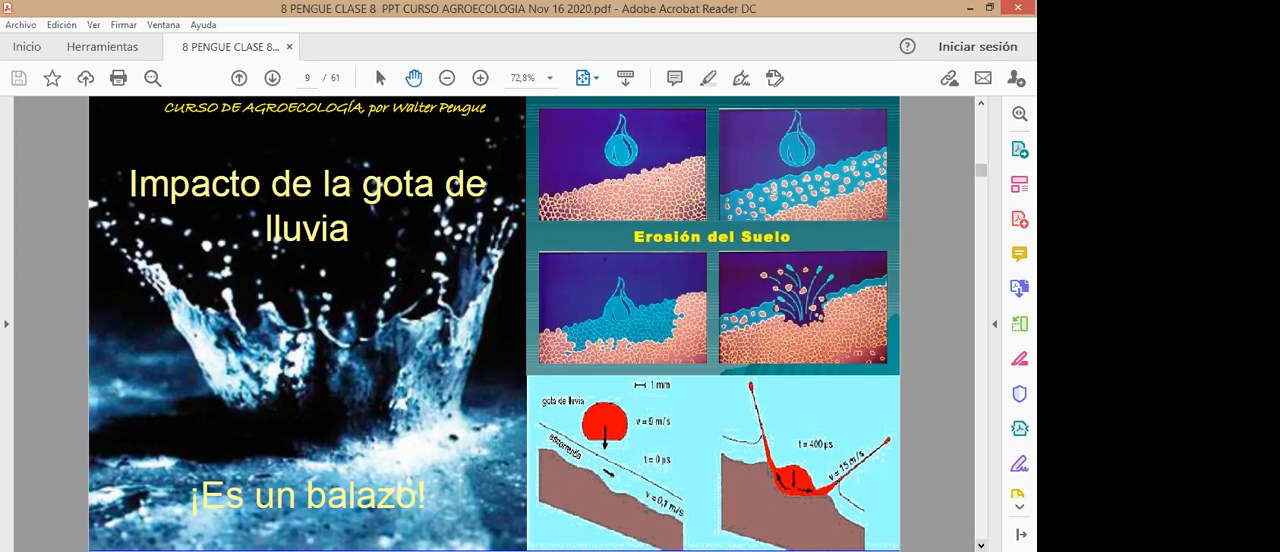 8 PENGUE CLASE 8 PPT CURSO AGROECOLOGIA Nov 16 2020.pdf - Adobe Acrobat Reader DC
Archivo Edición Ver Firmar Ventana Ayuda
Inicio Herramientas 8 PENGUE CLASE 8... × Iniciar sesión
9 / 61 72,8%
CURSO DE AGROECOLOGÍA, por Walter Pengue
Impacto de la gota de
lluvia
¡Es un balazo!
Erosión del Suelo
1 mm
gota de lluvia
v = 9 m/s
escorrentía
t = 0 µs
v = 0,1 m/s
t = 400 µs
v = 15 m/s